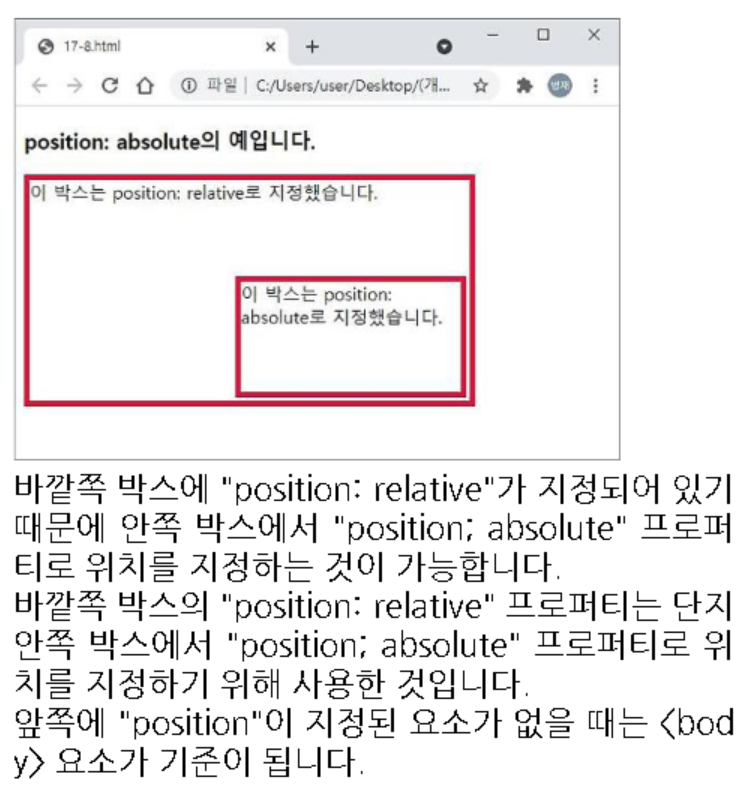 17-8.html
파일 | C:/Users/user/Desktop/(개...
position: absolute의 예입니다.
이 박스는 position: relative로 지정했습니다.
이 박스는 position:
absolute로 지정했습니다.
바깥쪽 박스에 "position: relative"가 지정되어 있기
때문에 안쪽 박스에서 "position; absolute" 프로퍼
티로 위치를 지정하는 것이 가능합니다.
바깥쪽 박스의 "position: relative" 프로퍼티는 단지
안쪽 박스에서 "position; absolute" 프로퍼티로 위
치를 지정하기 위해 사용한 것입니다.
앞쪽에 "position"이 지정된 요소가 없을 때는 <bod
y> 요소가 기준이 됩니다.